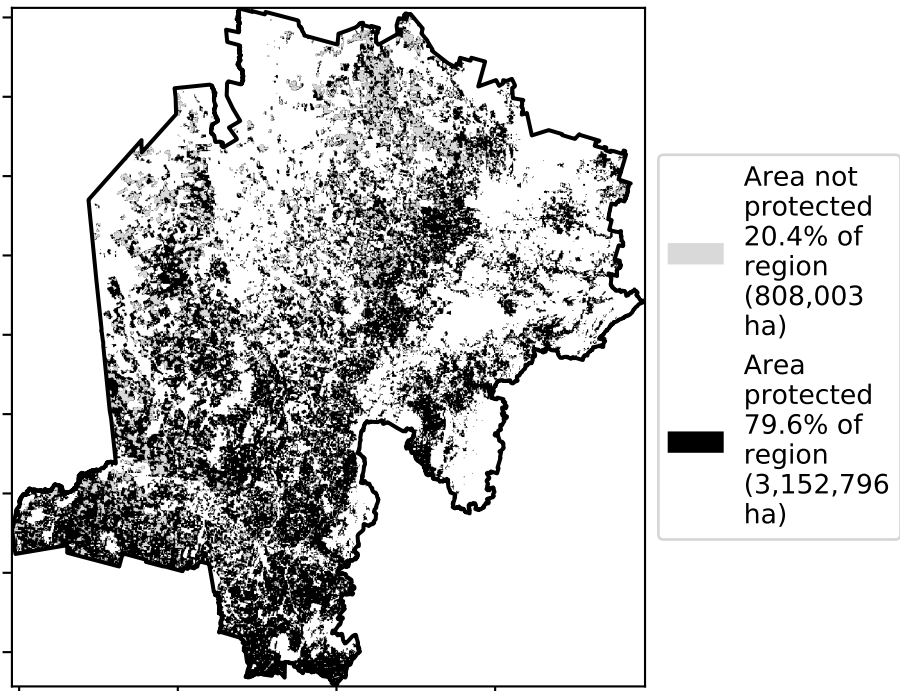 Area not
protected
20.4% of
region
(808,003
ha)
Area
protected
79.6% of
region
(3,152,796
ha)